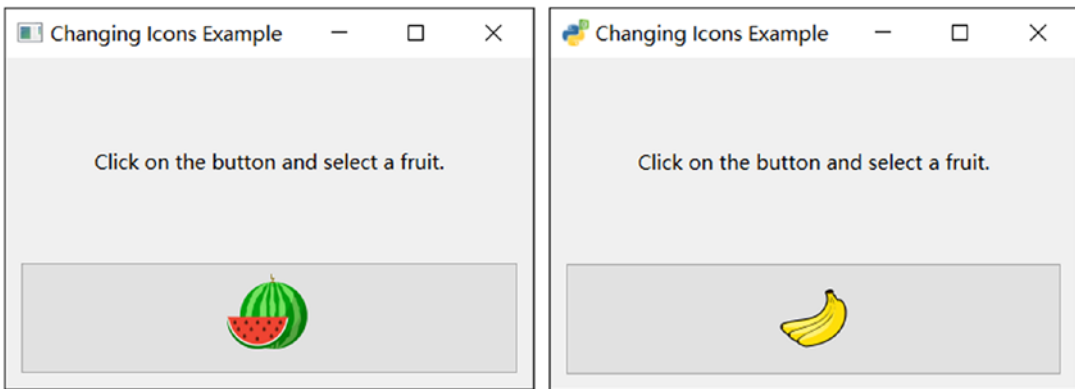 Changing Icons Example
Click on the button and select a fruit.
Changing Icons Example
Click on the button and select a fruit.